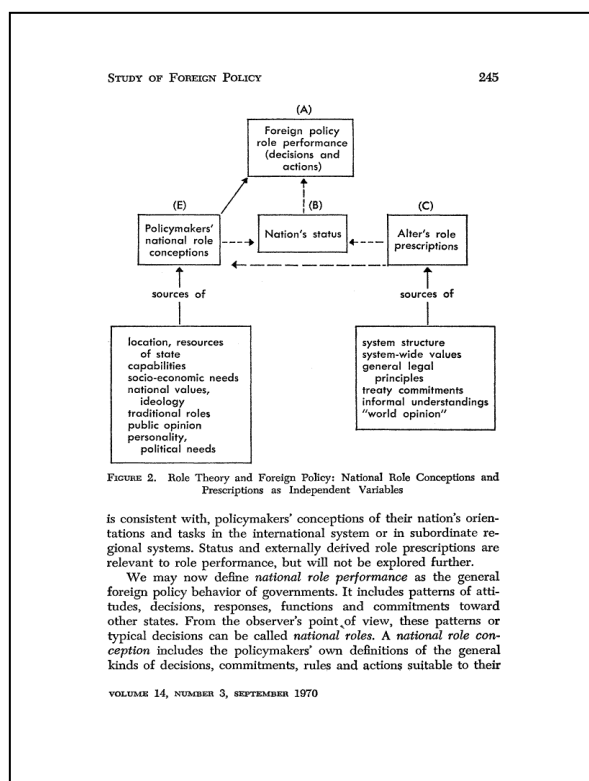 STUDY OF FOREIGN POLICY 245
(A)
Foreign policy
role performance
(decisions and
actions)
(E) (B) (C)
Policymakers'
national role
conceptions
Nation's status
Alter's role
prescriptions
sources of
sources of
location, resources
of state
capabilities
socio-economic needs
national values,
ideology
traditional roles
public opinion
personality,
political needs
system structure
system-wide values
general legal
principles
treaty commitments
informal understandings
"world opinion"
FIGURE 2. Role Theory and Foreign Policy: National Role Conceptions and
Prescriptions as Independent Variables
is consistent with, policymakers' conceptions of their nation's orien-
tations and tasks in the international system or in subordinate re-
gional systems. Status and externally derived role prescriptions are
relevant to role performance, but will not be explored further.
We may now define national role performance as the general
foreign policy behavior of governments. It includes patterns of atti-
tudes, decisions, responses, functions and commitments toward
other states. From the observer's point of view, these patterns or
typical decisions can be called national roles. A national role con-
ception includes the policymakers' own definitions of the general
kinds of decisions, commitments, rules and actions suitable to their
VOLUME 14, NUMBER 3, SEPTEMBER 1970